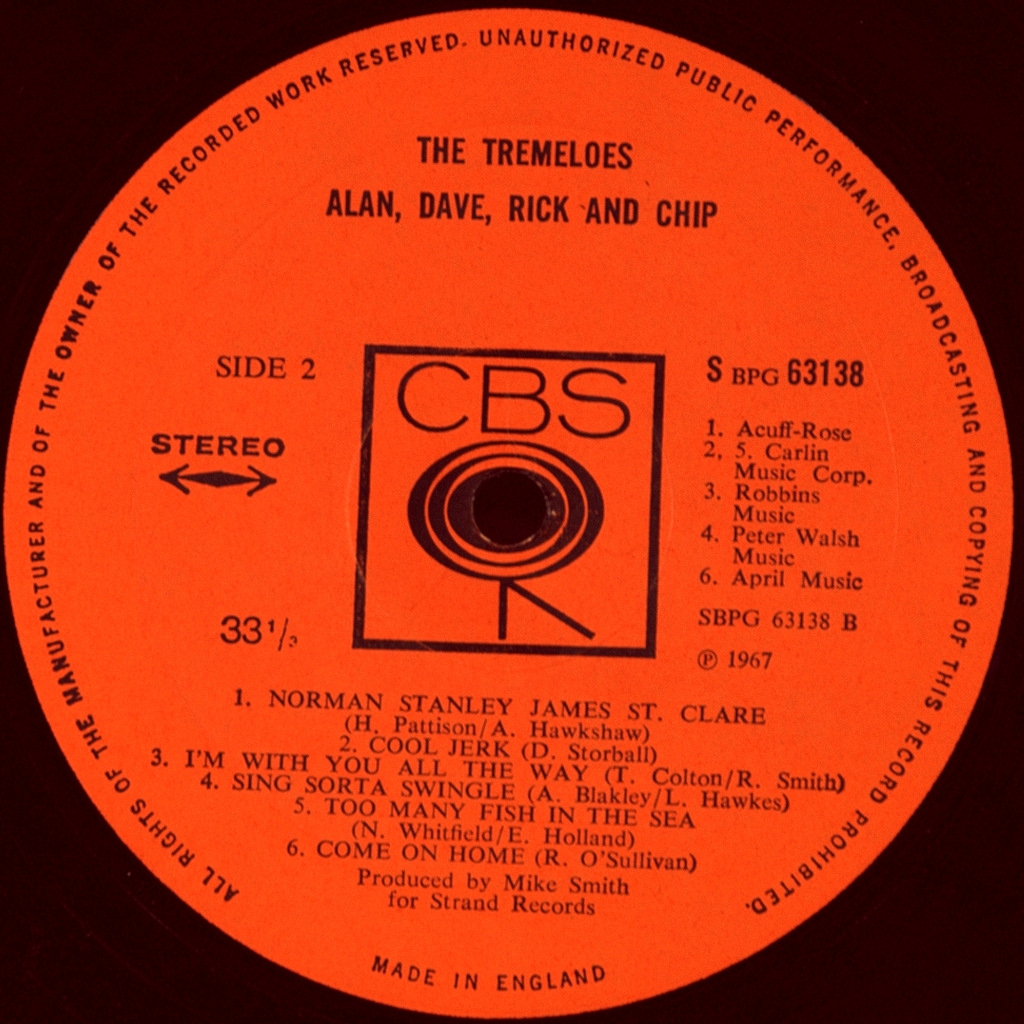 ALL RIGHTS OF THE MANUFACTURER AND OF THE OWNER OF THE RECORDED WORK RESERVED. UNAUTHORIZED PUBLIC PERFORMANCE, BROADCASTING AND COPYING OF THIS RECORD PROHIBITED.
THE TREMELOES
ALAN, DAVE, RICK AND CHIP
SIDE 2
STEREO
33 1/3
CBS
S BPG 63138
1. Acuff-Rose
2, 5. Carlin
Music Corp.
3. Robbins
Music
4. Peter Walsh
Music
6. April Music
SBPG 63138 B
℗ 1967
1. NORMAN STANLEY JAMES ST. CLARE
(H. Pattison/A. Hawkshaw)
2. COOL JERK (D. Storball)
3. I'M WITH YOU ALL THE WAY (T. Colton/R. Smith)
4. SING SORTA SWINGLE (A. Blakley/L. Hawkes)
5. TOO MANY FISH IN THE SEA
(N. Whitfield/E. Holland)
6. COME ON HOME (R. O'Sullivan)
Produced by Mike Smith
for Strand Records
MADE IN ENGLAND